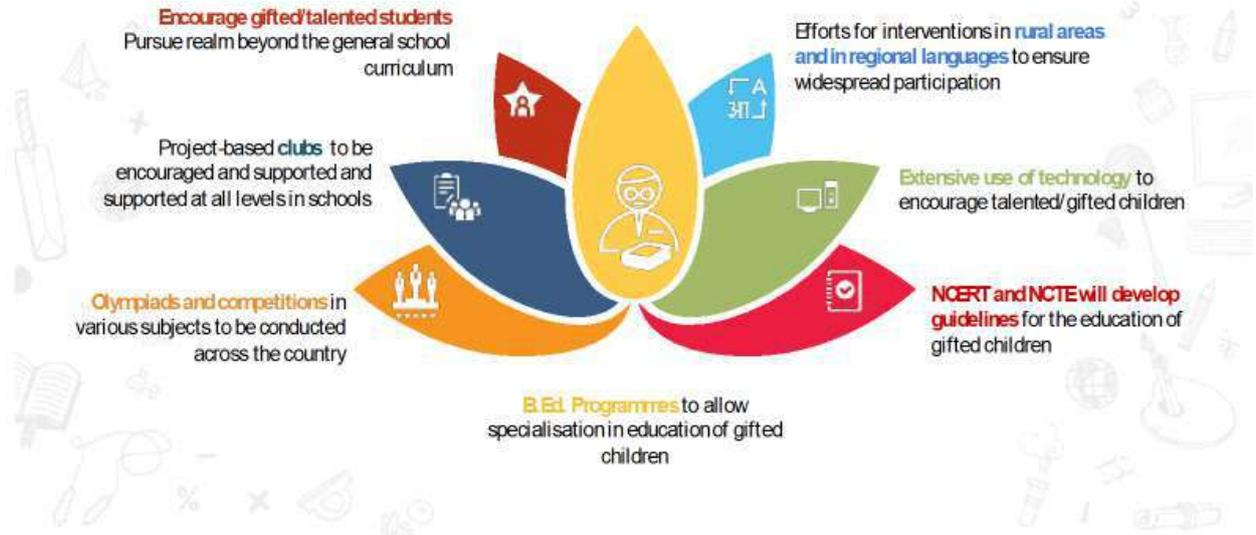 Encourage gifted/talented students
Pursue realm beyond the general school
curriculum
Project-based clubs to be
encouraged and supported and
supported at all levels in schools
Olympiads and competitions in
various subjects to be conducted
across the country
B.Ed. Programmes to allow
specialisation in education of gifted
children
Efforts for interventions in rural areas
and in regional languages to ensure
widespread participation
A
आ
Extensive use of technology to
encourage talented/gifted children
NCERT and NCTE will develop
guidelines for the education of
gifted children